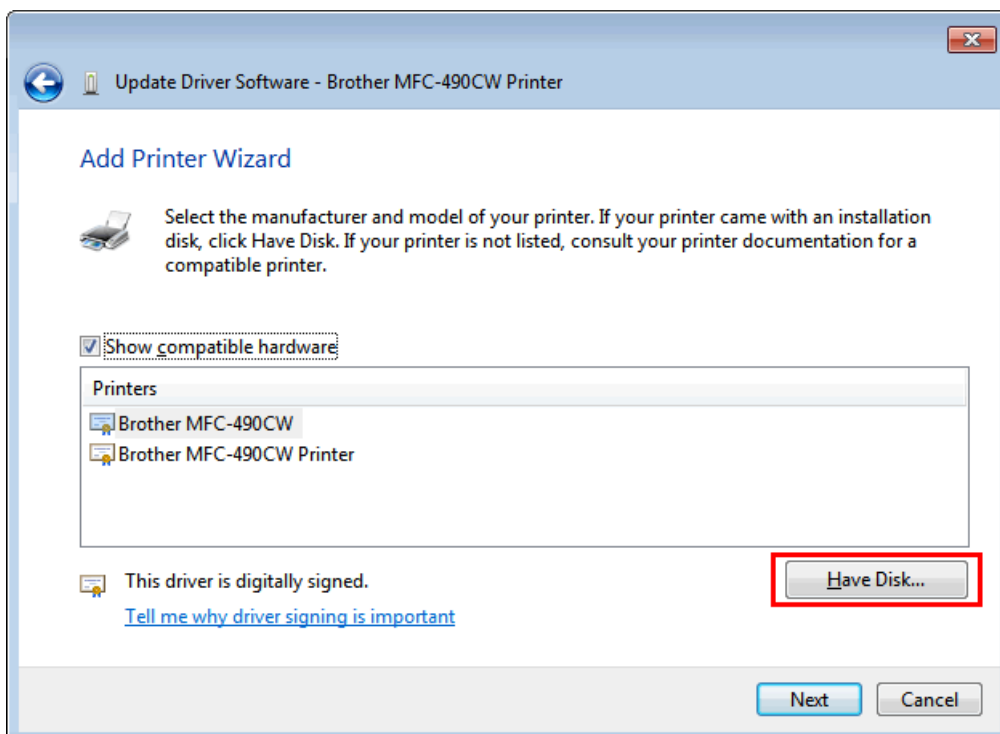 Update Driver Software - Brother MFC-490CW Printer
Add Printer Wizard
Select the manufacturer and model of your printer. If your printer came with an installation
disk, click Have Disk. If your printer is not listed, consult your printer documentation for a
compatible printer.
Show compatible hardware
Printers
Brother MFC-490CW
Brother MFC-490CW Printer
This driver is digitally signed.
Have Disk...
Tell me why driver signing is important
Next
Cancel